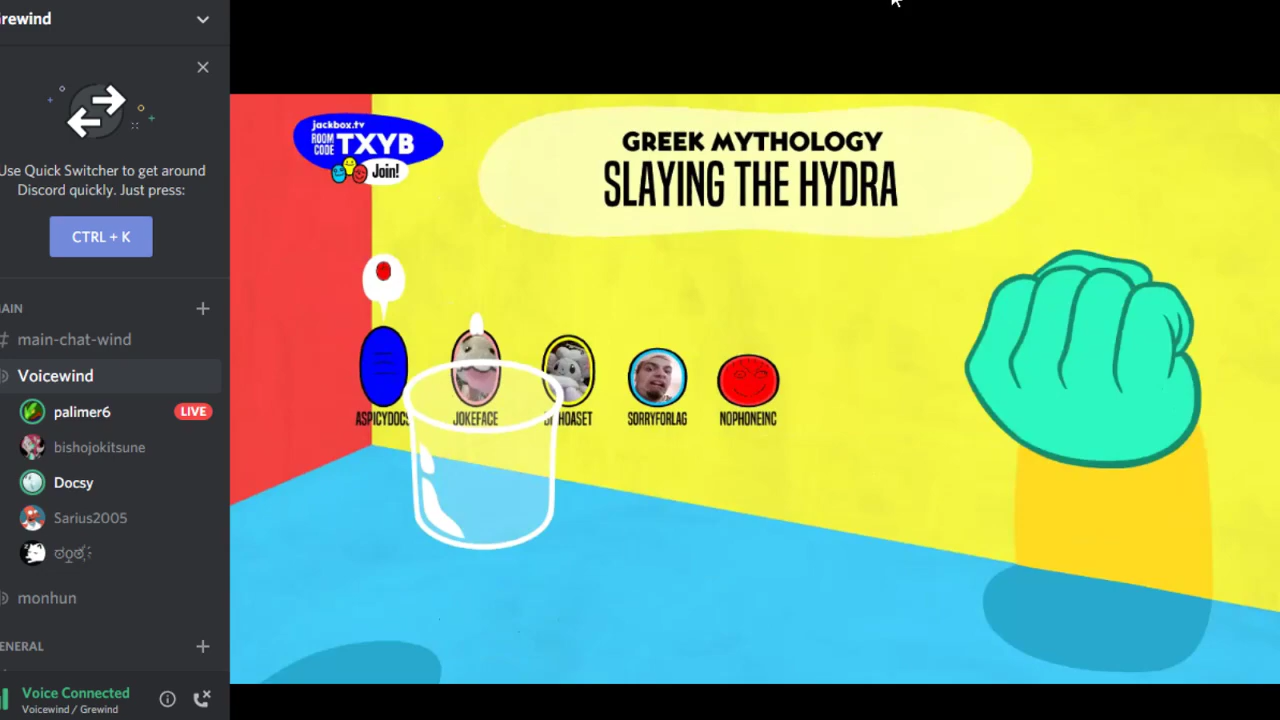 rewind
Use Quick Switcher to get around
Discord quickly. Just press:
CTRL + K
AIN
main-chat-wind
Voicewind
palimer6
LIVE
bishojokitsune
Docsy
Sarius2005
monhun
ENERAL
Voice Connected
Voicewind / Grewind
jackbox.tv
ROOM CODE TXYB
Join!
GREEK MYTHOLOGY
SLAYING THE HYDRA
ASPICYDOCS
JOKEFACE
HOASET
SORRYFORLAG
NOPHONEINC